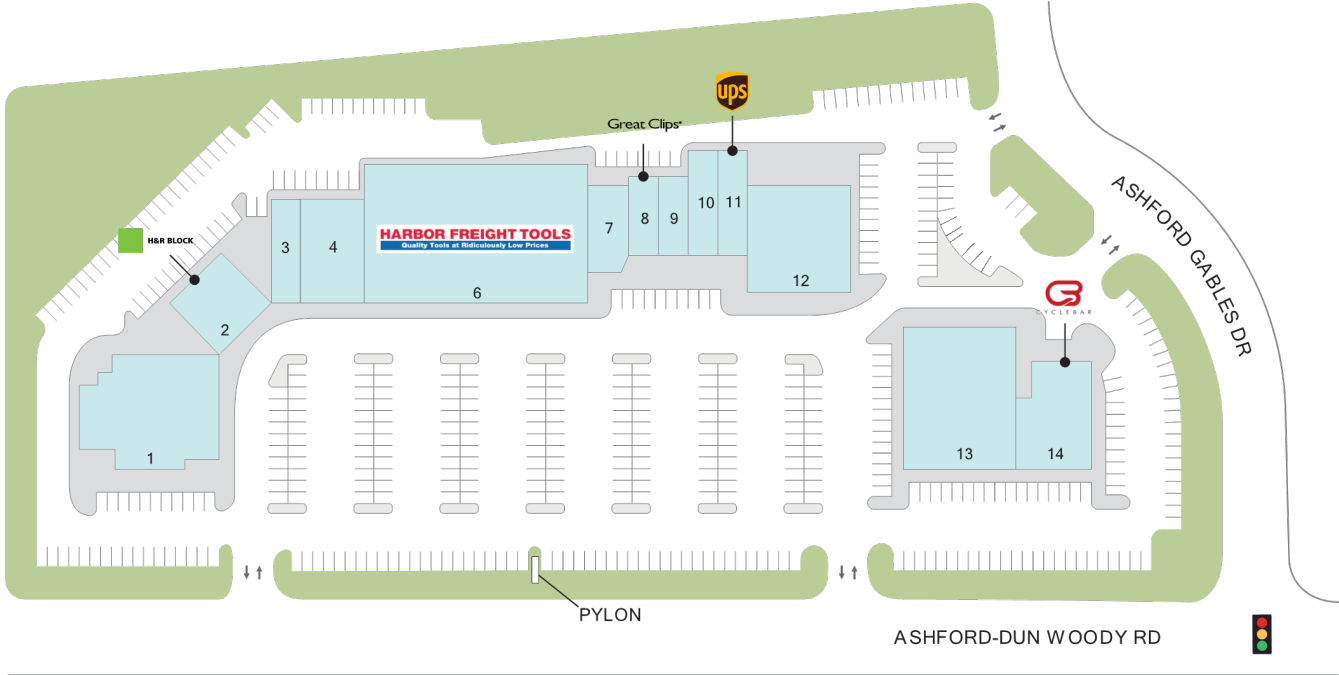 ups
Great Clips
ASHFORD GABLES DR
H&R BLOCK
HARBOR FREIGHT TOOLS
Quality Tools at Ridiculously Low Prices
1
2
3
4
6
7
8
9
10
11
12
CYCLEBAR
13
14
PYLON
ASHFORD-DUN WOODY RD